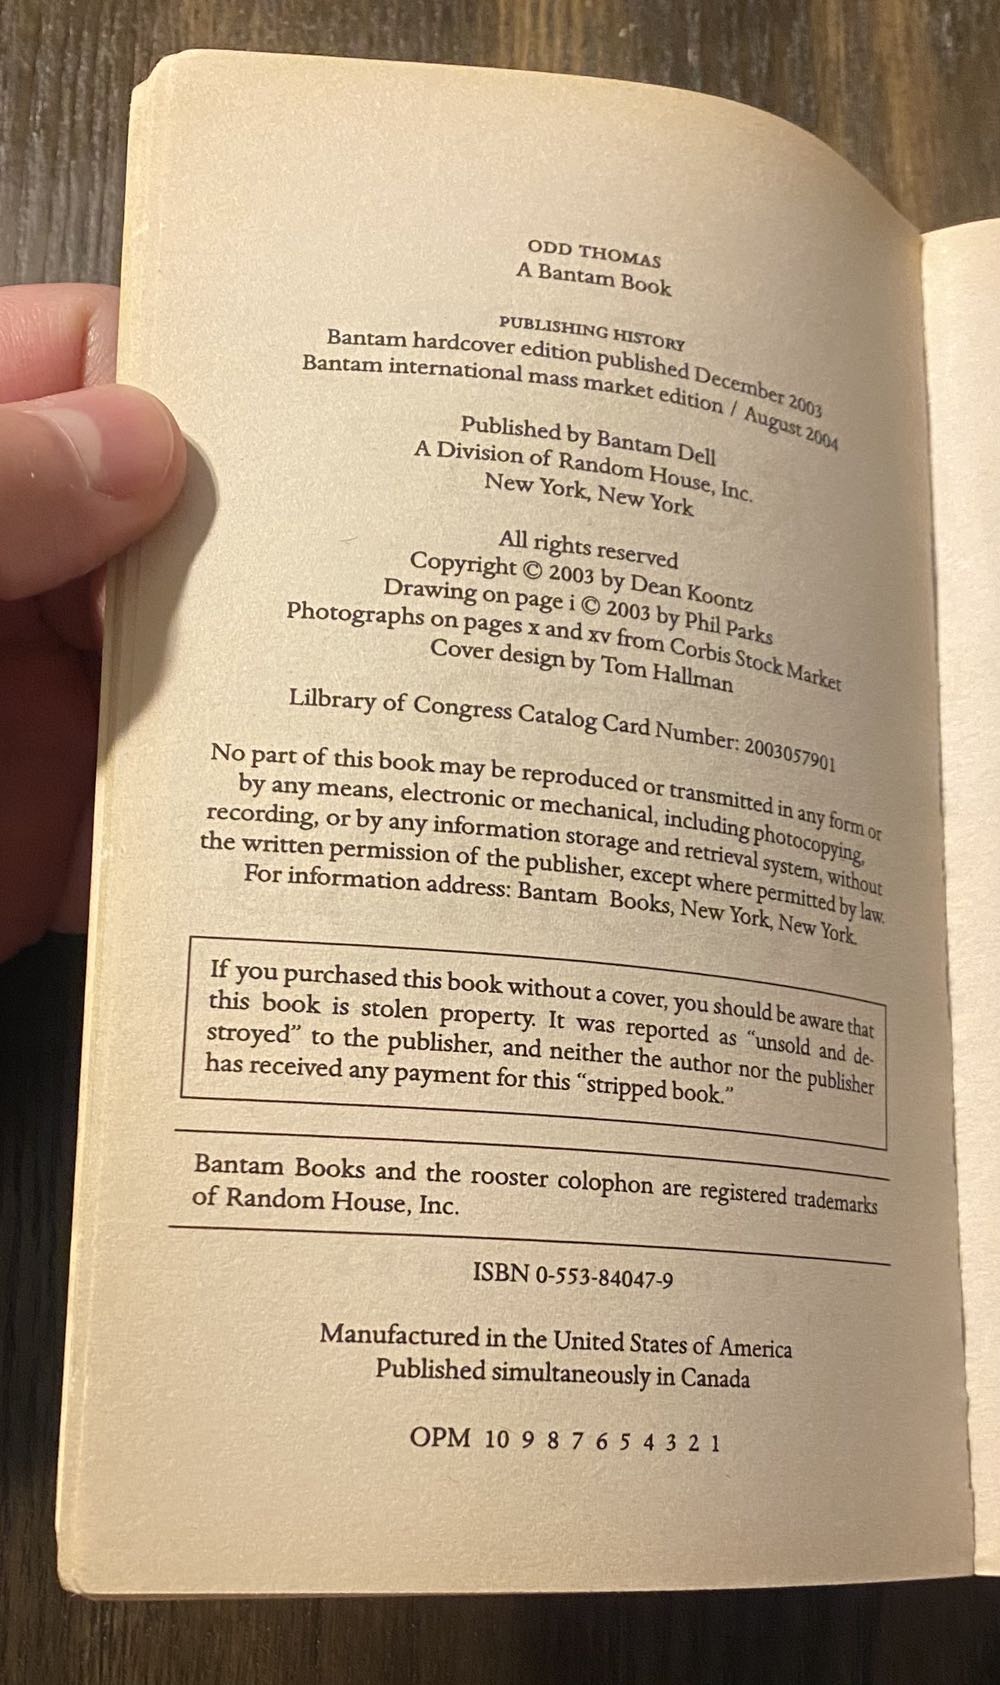 ODD THOMAS
A Bantam Book
PUBLISHING HISTORY
Bantam hardcover edition published December 2003
Bantam international mass market edition / August 2004
Published by Bantam Dell
A Division of Random House, Inc.
New York, New York
All rights reserved
Copyright © 2003 by Dean Koontz
Drawing on page i © 2003 by Phil Parks
Photographs on pages x and xv from Corbis Stock Market
Cover design by Tom Hallman
Lilbrary of Congress Catalog Card Number: 2003057901
No part of this book may be reproduced or transmitted in any form or
by any means, electronic or mechanical, including photocopying,
recording, or by any information storage and retrieval system, without
the written permission of the publisher, except where permitted by law.
For information address: Bantam Books, New York, New York.
If you purchased this book without a cover, you should be aware that
this book is stolen property. It was reported as “unsold and de-
stroyed” to the publisher, and neither the author nor the publisher
has received any payment for this “stripped book.”
Bantam Books and the rooster colophon are registered trademarks
of Random House, Inc.
ISBN 0-553-84047-9
Manufactured in the United States of America
Published simultaneously in Canada
OPM 10 9 8 7 6 5 4 3 2 1